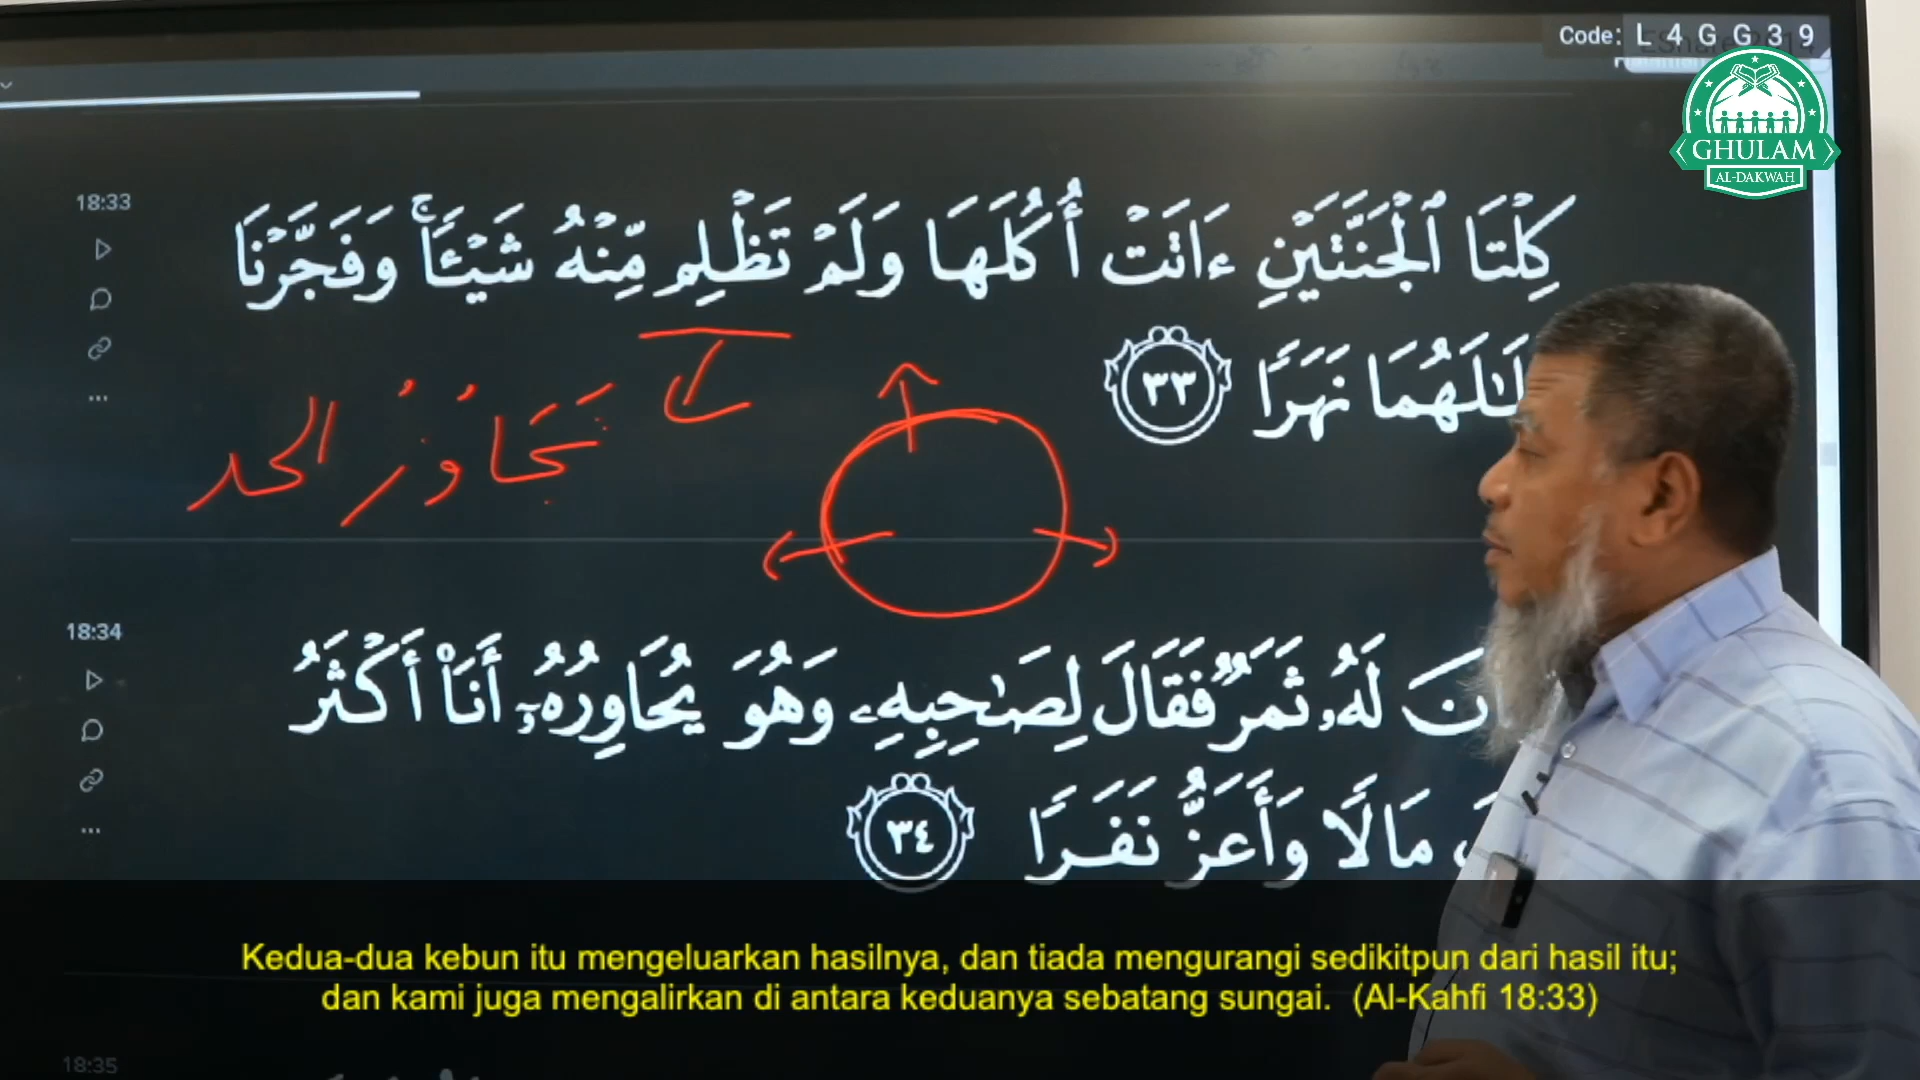 Code: L 4 G G 3 9
GHULAM
AL-DAKWAH
18:33
كِلْتَا ٱلْجَنَّتَيْنِ ءَاتَتْ أُكُلَهَا وَلَمْ تَظْلِم مِّنْهُ شَيْـًٔا ۚ وَفَجَّرْنَا
خِلَـٰلَهُمَا نَهَرًا ٣٣
تَجَاوُزُ الحد
18:34
لَهُۥ ثَمَرٌ فَقَالَ لِصَـٰحِبِهِۦ وَهُوَ يُحَاوِرُهُۥٓ أَنَا۠ أَكْثَرُ
مَالًا وَأَعَزُّ نَفَرًا ٣٤
Kedua-dua kebun itu mengeluarkan hasilnya, dan tiada mengurangi sedikitpun dari hasil itu;
dan kami juga mengalirkan di antara keduanya sebatang sungai. (Al-Kahfi 18:33)
18:35